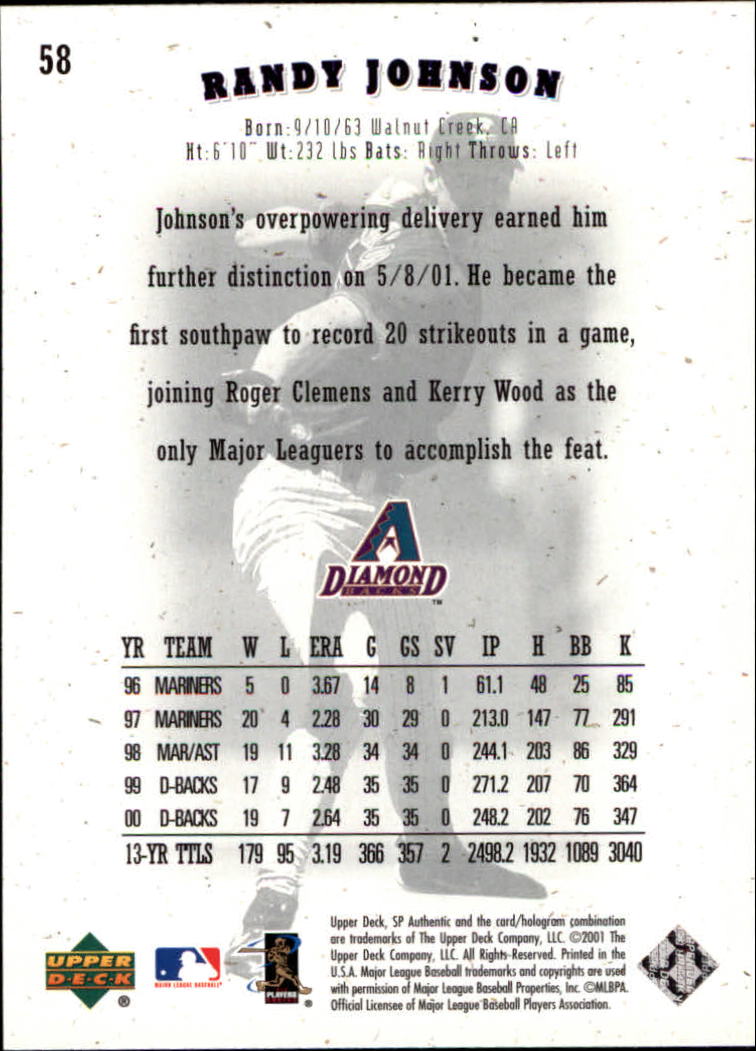 58
RANDY JOHNSON
Born:9/10/63 Walnut Creek, CA
Ht:6'10" Wt:232 lbs Bats: Right Throws: Left
Johnson's overpowering delivery earned him
further distinction on 5/8/01. He became the
first southpaw to record 20 strikeouts in a game,
joining Roger Clemens and Kerry Wood as the
only Major Leaguers to accomplish the feat.
DIAMOND
BACKS
™
YR TEAM W L ERA G GS SV IP H BB K
96 MARINERS 5 0 3.67 14 8 1 61.1 48 25 85
97 MARINERS 20 4 2.28 30 29 0 213.0 147 77 291
98 MAR/AST 19 11 3.28 34 34 0 244.1 203 86 329
99 D-BACKS 17 9 2.48 35 35 0 271.2 207 70 364
00 D-BACKS 19 7 2.64 35 35 0 248.2 202 76 347
13-YR TTLS 179 95 3.19 366 357 2 2498.2 1932 1089 3040
UPPER
D·E·C·K
®
MAJOR LEAGUE BASEBALL®
PLAYERS
®
Upper Deck, SP Authentic and the card/hologram combination
are trademarks of The Upper Deck Company, LLC. ©2001 The
Upper Deck Company, LLC. All Rights Reserved. Printed in the
U.S.A. Major League Baseball trademarks and copyrights are used
with permission of Major League Baseball Properties, Inc. ©MLBPA.
Official Licensee of Major League Baseball Players Association.